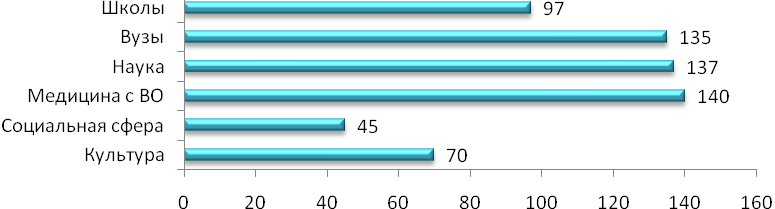 Школы 97
Вузы 135
Наука 137
Медицина с ВО 140
Социальная сфера 45
Культура 70
0 20 40 60 80 100 120 140 160